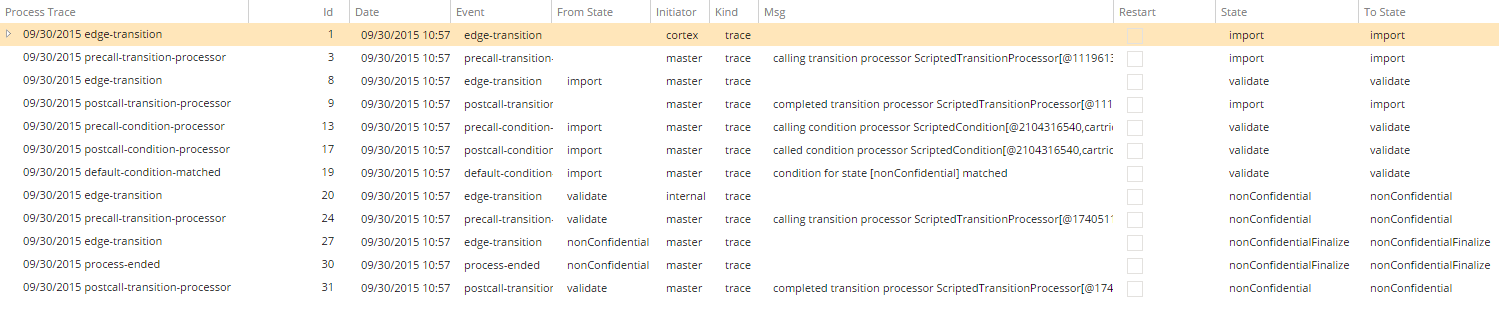 Process Trace Id Date Event From State Initiator Kind Msg Restart State To State
09/30/2015 edge-transition 1 09/30/2015 10:57 edge-transition cortex trace import import
09/30/2015 precall-transition-processor 3 09/30/2015 10:57 precall-transition- master trace calling transition processor ScriptedTransitionProcessor[@1119613 import import
09/30/2015 edge-transition 8 09/30/2015 10:57 edge-transition import master trace validate validate
09/30/2015 postcall-transition-processor 9 09/30/2015 10:57 postcall-transition master trace completed transition processor ScriptedTransitionProcessor[@111 import import
09/30/2015 precall-condition-processor 13 09/30/2015 10:57 precall-condition- import master trace calling condition processor ScriptedCondition[@2104316540,cartric validate validate
09/30/2015 postcall-condition-processor 17 09/30/2015 10:57 postcall-condition import master trace called condition processor ScriptedCondition[@2104316540,cartric validate validate
09/30/2015 default-condition-matched 19 09/30/2015 10:57 default-condition- import master trace condition for state [nonConfidential] matched validate validate
09/30/2015 edge-transition 20 09/30/2015 10:57 edge-transition validate internal trace nonConfidential nonConfidential
09/30/2015 precall-transition-processor 24 09/30/2015 10:57 precall-transition- validate master trace calling transition processor ScriptedTransitionProcessor[@1740511 nonConfidential nonConfidential
09/30/2015 edge-transition 27 09/30/2015 10:57 edge-transition nonConfidential master trace nonConfidentialFinalize nonConfidentialFinalize
09/30/2015 process-ended 30 09/30/2015 10:57 process-ended nonConfidential master trace nonConfidentialFinalize nonConfidentialFinalize
09/30/2015 postcall-transition-processor 31 09/30/2015 10:57 postcall-transition validate master trace completed transition processor ScriptedTransitionProcessor[@174 nonConfidential nonConfidential